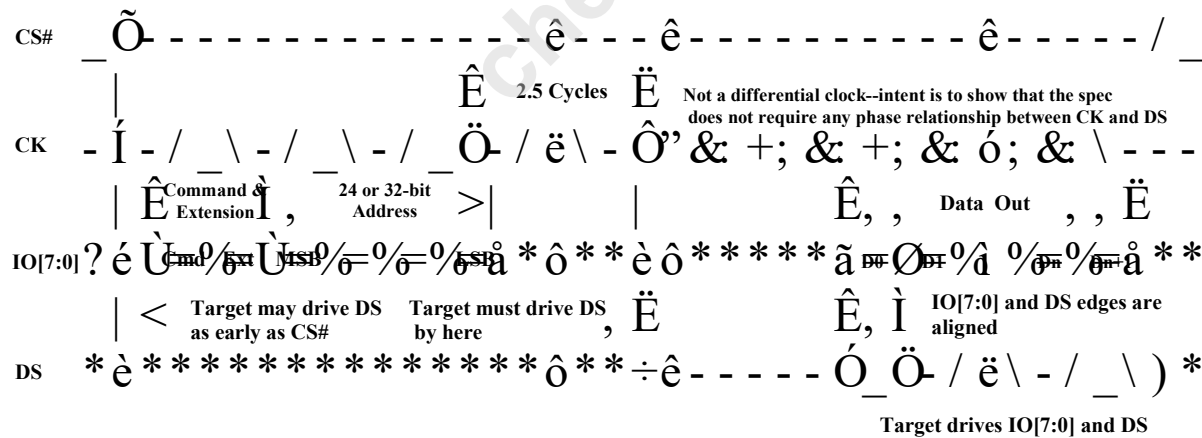 che
CS# _Õ- - - - - - - - - - - - - - - ê- - - ê- - - - - - - - - - - ê- - - - - / _
| Ê 2.5 Cycles Ë Not a differential clock--intent is to show that the spec
does not require any phase relationship between CK and DS
CK - Í - / _ \ - / _ \ - / _ Ö- / ë \ - Ô” &: +; &: +; &: ó; &: \ - - -
| Ê Command & Ì , 24 or 32-bit >| | Ê, , Data Out , , Ë
Extension Address
IO[7:0] ? é Ù Cmd % Ext Ù MSB % = % = % LSB å * ô * * è ô * * * * * ã D0 Ø D1 % ì % Dn % å * *
| < Target may drive DS Target must drive DS , Ë Ê, Ì IO[7:0] and DS edges are
as early as CS# by here aligned
DS * è * * * * * * * * * * * * * * ô * * ÷ ê - - - - - Ó _ Ö- / ë \ - / _ \ ) *
Target drives IO[7:0] and DS